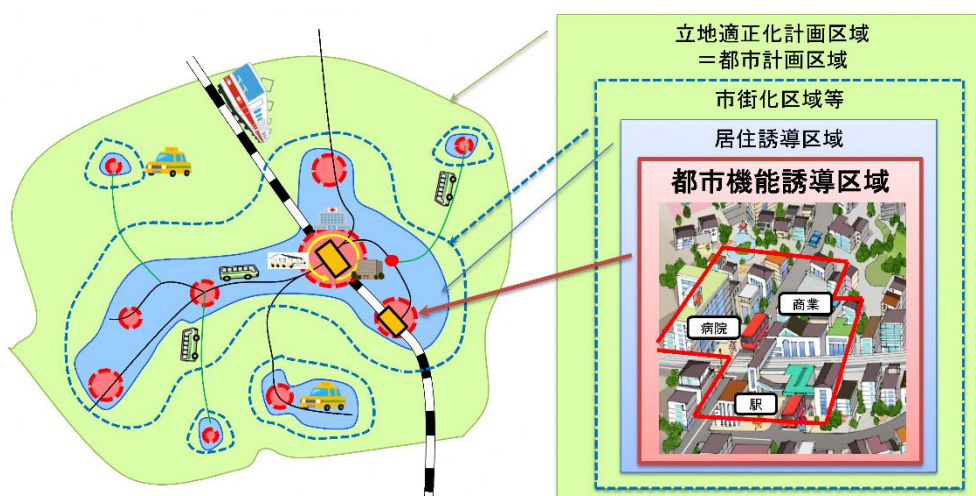 立地適正化計画区域
＝都市計画区域
市街化区域等
居住誘導区域
都市機能誘導区域
商業
病院
駅